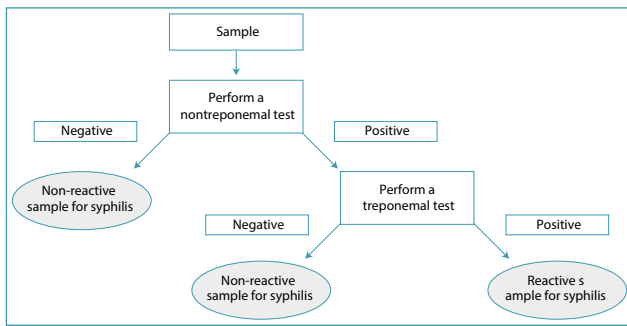 Sample
Perform a
nontreponemal test
Negative
Positive
Non-reactive
sample for syphilis
Perform a
treponemal test
Negative
Positive
Non-reactive
sample for syphilis
Reactive s
ample for syphilis